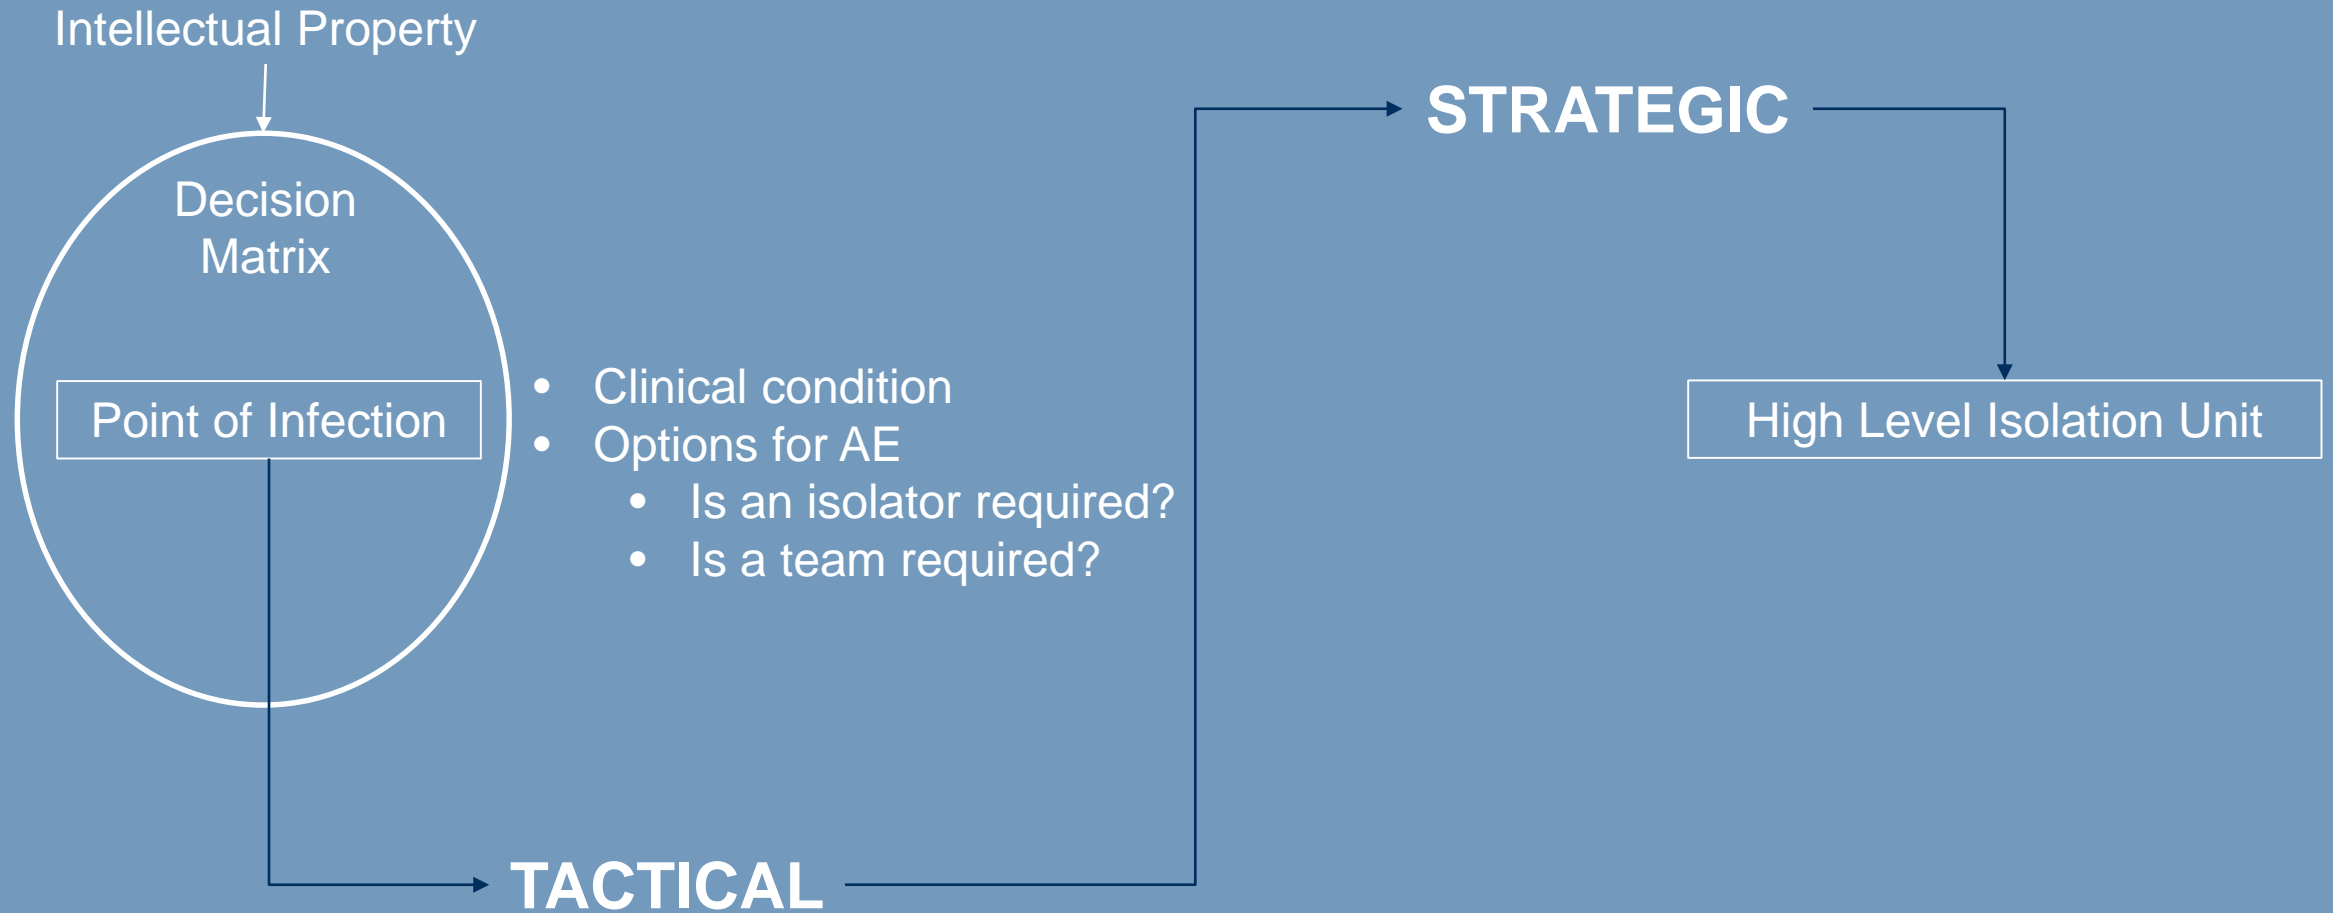 Intellectual Property
Decision
Matrix
Point of Infection
• Clinical condition
• Options for AE
• Is an isolator required?
• Is a team required?
TACTICAL
STRATEGIC
High Level Isolation Unit